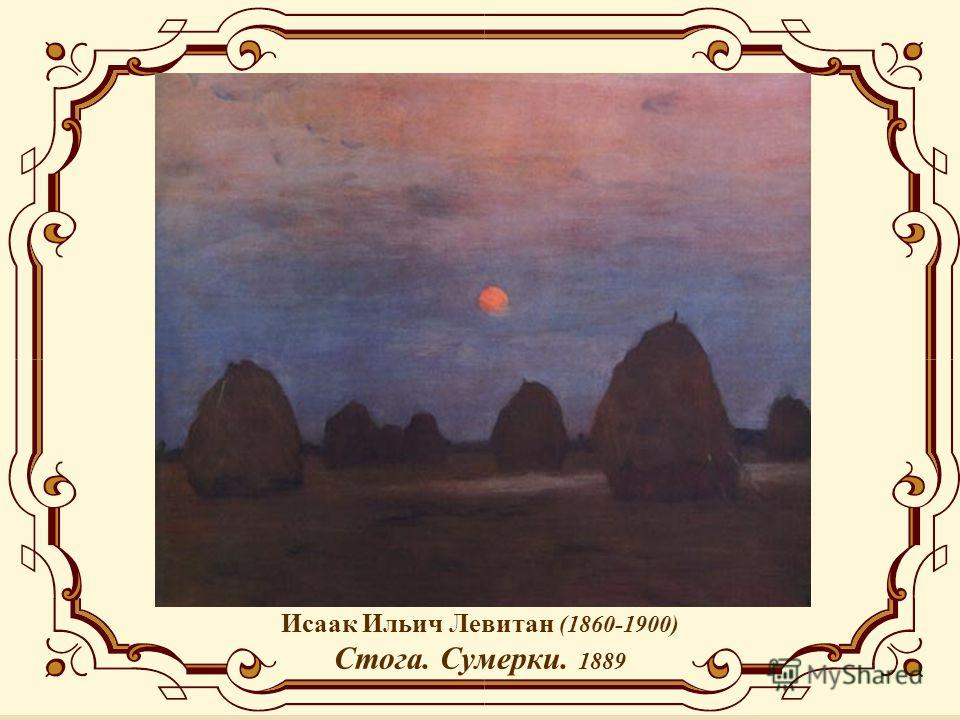 Исаак Ильич Левитан (1860-1900)
Стога. Сумерки. 1889
MyShared